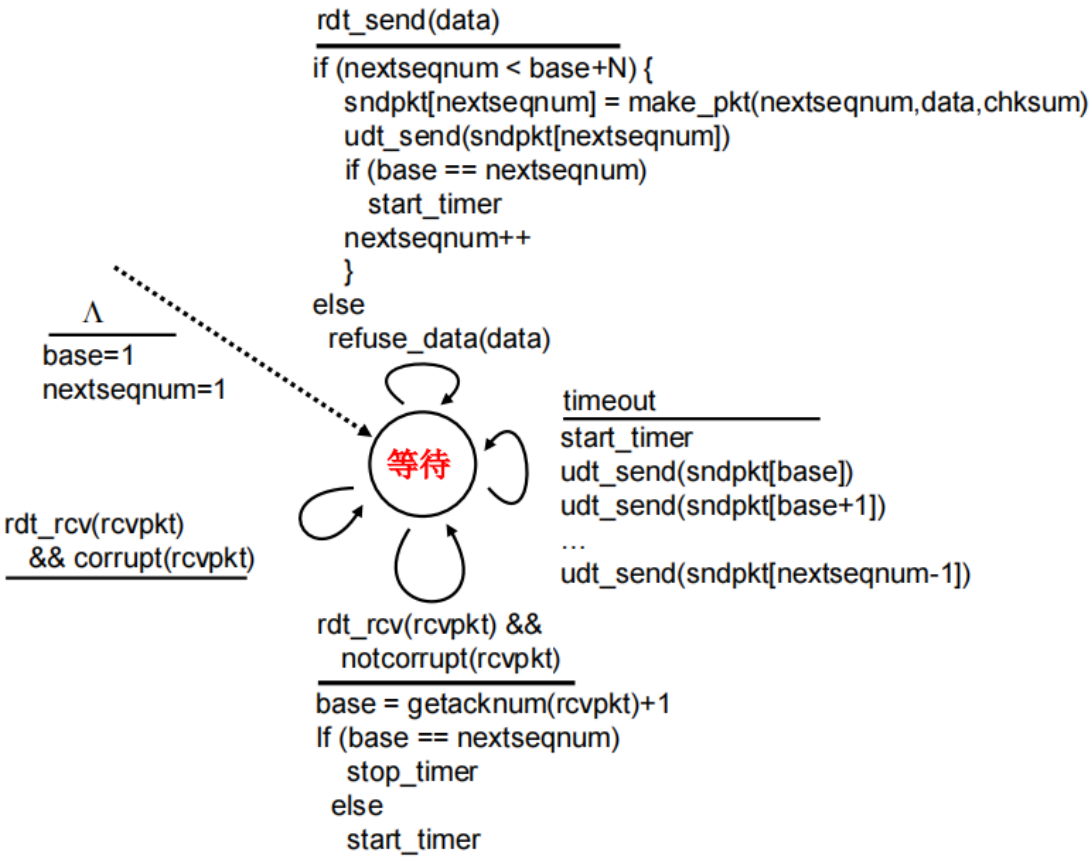 rdt_send(data)
if (nextseqnum < base+N) {
sndpkt[nextseqnum] = make_pkt(nextseqnum,data,chksum)
udt_send(sndpkt[nextseqnum])
if (base == nextseqnum)
start_timer
nextseqnum++
}
else
refuse_data(data)
Λ
base=1
nextseqnum=1
等待
timeout
start_timer
udt_send(sndpkt[base])
udt_send(sndpkt[base+1])
…
udt_send(sndpkt[nextseqnum-1])
rdt_rcv(rcvpkt)
&& corrupt(rcvpkt)
rdt_rcv(rcvpkt) &&
notcorrupt(rcvpkt)
base = getacknum(rcvpkt)+1
If (base == nextseqnum)
stop_timer
else
start_timer